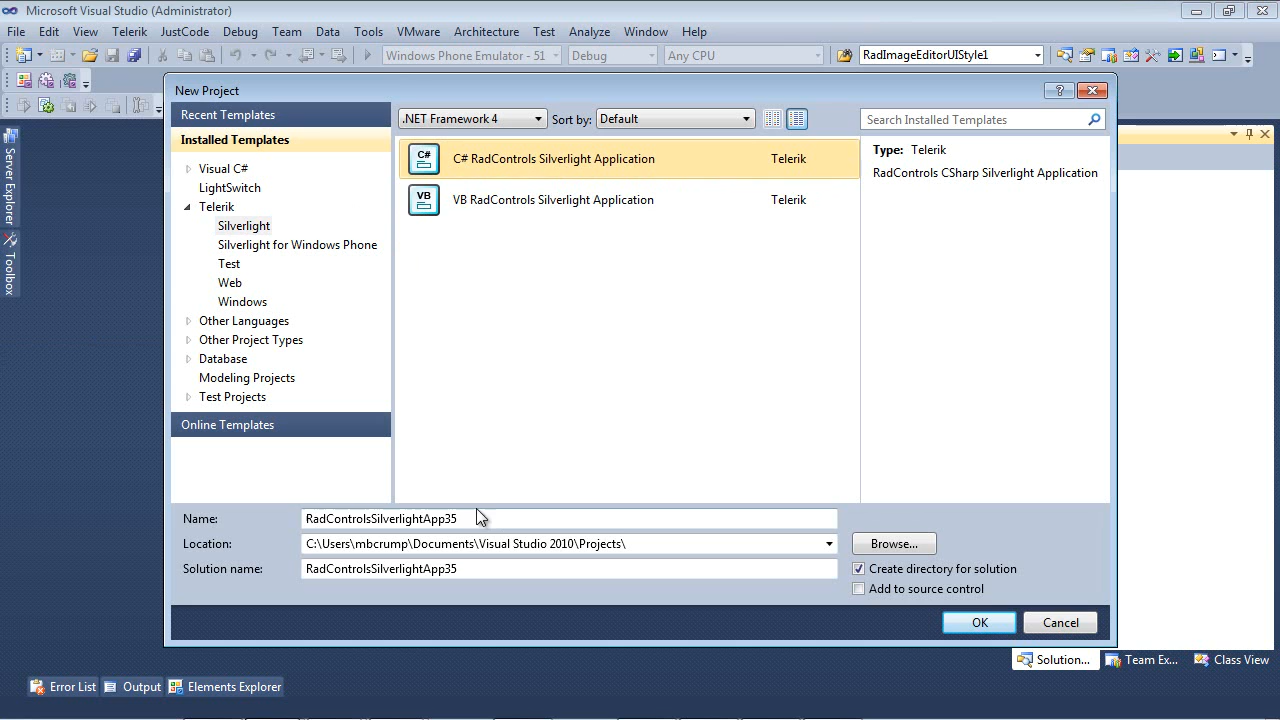 Microsoft Visual Studio (Administrator)
File Edit View Telerik JustCode Debug Team Data Tools VMware Architecture Test Analyze Window Help
Windows Phone Emulator - 51 Debug Any CPU RadImageEditorUIStyle1
New Project
Recent Templates
.NET Framework 4 Sort by: Default
Search Installed Templates
Installed Templates
Visual C#
LightSwitch
Telerik
Silverlight
Silverlight for Windows Phone
Test
Web
Windows
Other Languages
Other Project Types
Database
Modeling Projects
Test Projects
Online Templates
C# C# RadControls Silverlight Application Telerik
VB VB RadControls Silverlight Application Telerik
Type: Telerik
RadControls CSharp Silverlight Application
Name: RadControlsSilverlightApp35
Location: C:\Users\mbcrump\Documents\Visual Studio 2010\Projects\
Browse...
Solution name: RadControlsSilverlightApp35
Create directory for solution
Add to source control
OK Cancel
Server Explorer
Toolbox
Solution... Team Ex... Class View
Error List Output Elements Explorer